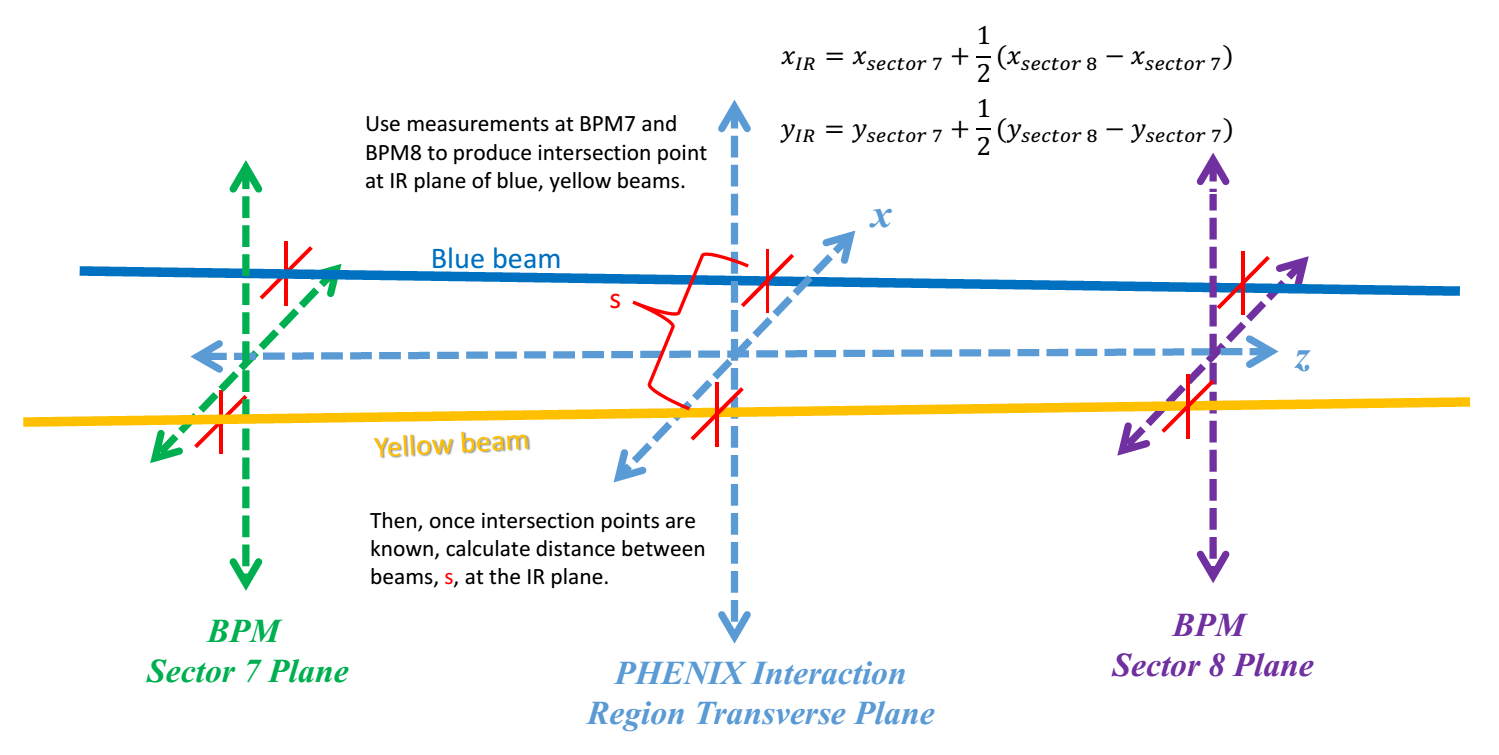 x_{IR} = x_{sector 7} + \frac{1}{2}(x_{sector 8} − x_{sector 7})
y_{IR} = y_{sector 7} + \frac{1}{2}(y_{sector 8} − y_{sector 7})
Use measurements at BPM7 and
BPM8 to produce intersection point
at IR plane of blue, yellow beams.
x
Blue beam
s
z
Yellow beam
Then, once intersection points are
known, calculate distance between
beams, s, at the IR plane.
BPM
Sector 7 Plane
PHENIX Interaction
Region Transverse Plane
BPM
Sector 8 Plane